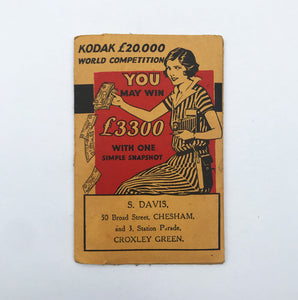 KODAK £20,000
WORLD COMPETITION
YOU
MAY WIN
£3300
WITH ONE
SIMPLE SNAPSHOT
S. DAVIS,
50 Broad Street, CHESHAM,
and 3, Station Parade,
CROXLEY GREEN.